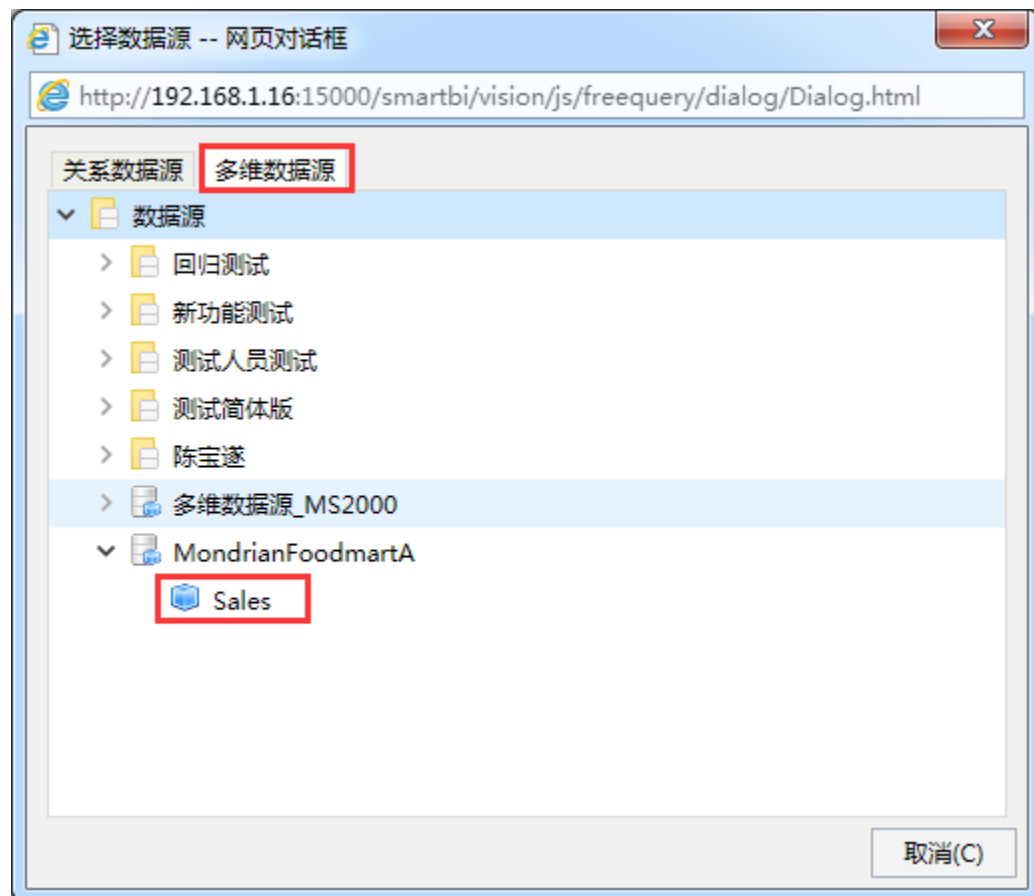 选择数据源 -- 网页对话框
http://192.168.1.16:15000/smartbi/vision/js/freequery/dialog/Dialog.html
关系数据源 多维数据源
数据源
回归测试
新功能测试
测试人员测试
测试简体版
陈宝遂
多维数据源_MS2000
MondrianFoodmartA
Sales
取消(C)